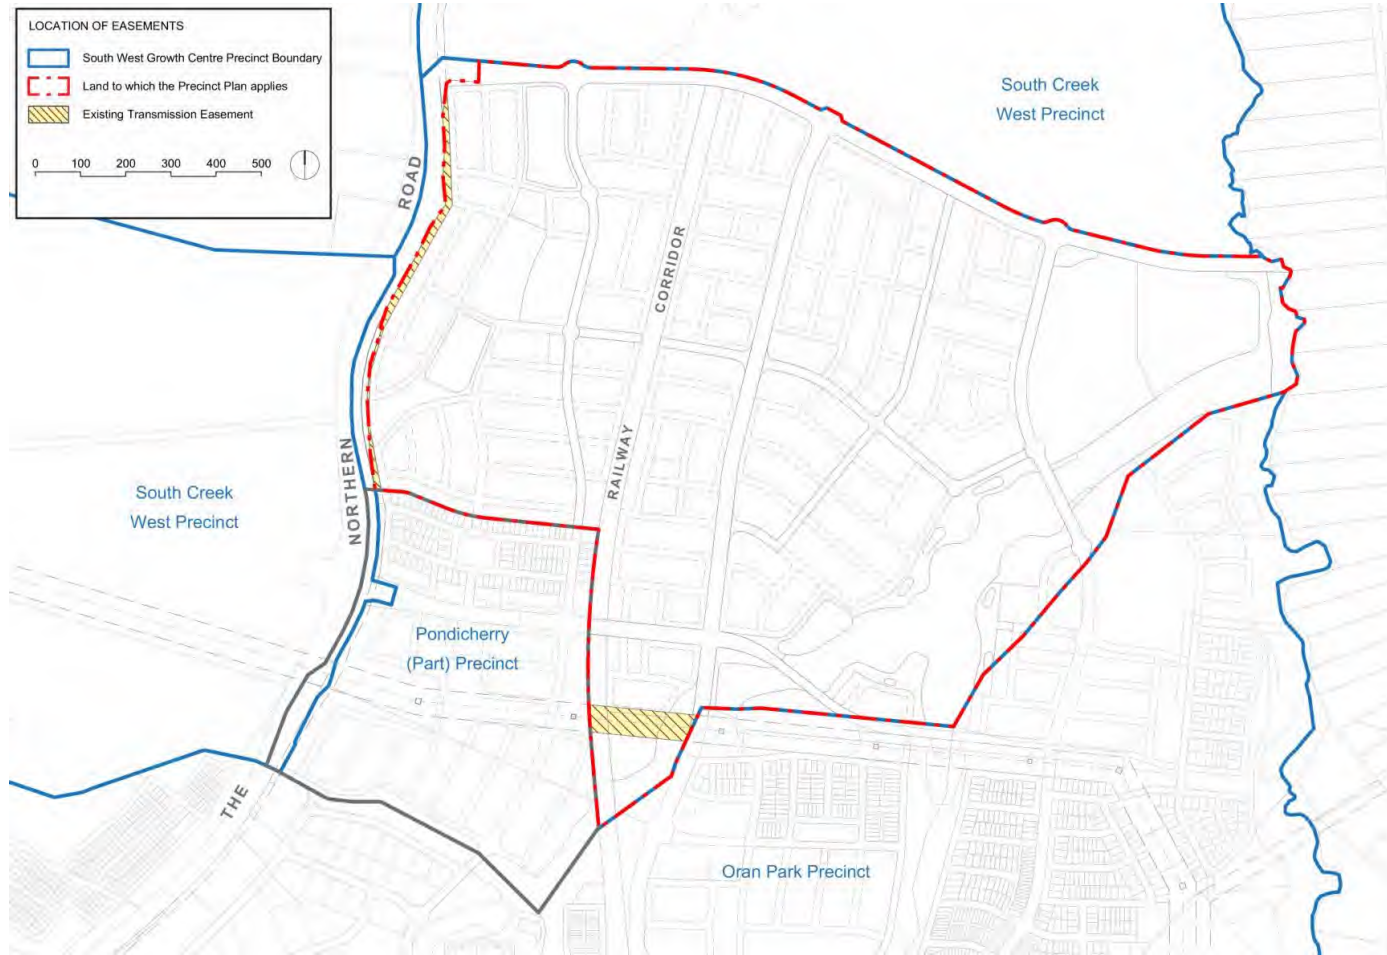 LOCATION OF EASEMENTS
South West Growth Centre Precinct Boundary
Land to which the Precinct Plan applies
Existing Transmission Easement
0 100 200 300 400 500
ROAD
South Creek
West Precinct
CORRIDOR
RAILWAY
NORTHERN
South Creek
West Precinct
Pondicherry
(Part) Precinct
THE
Oran Park Precinct